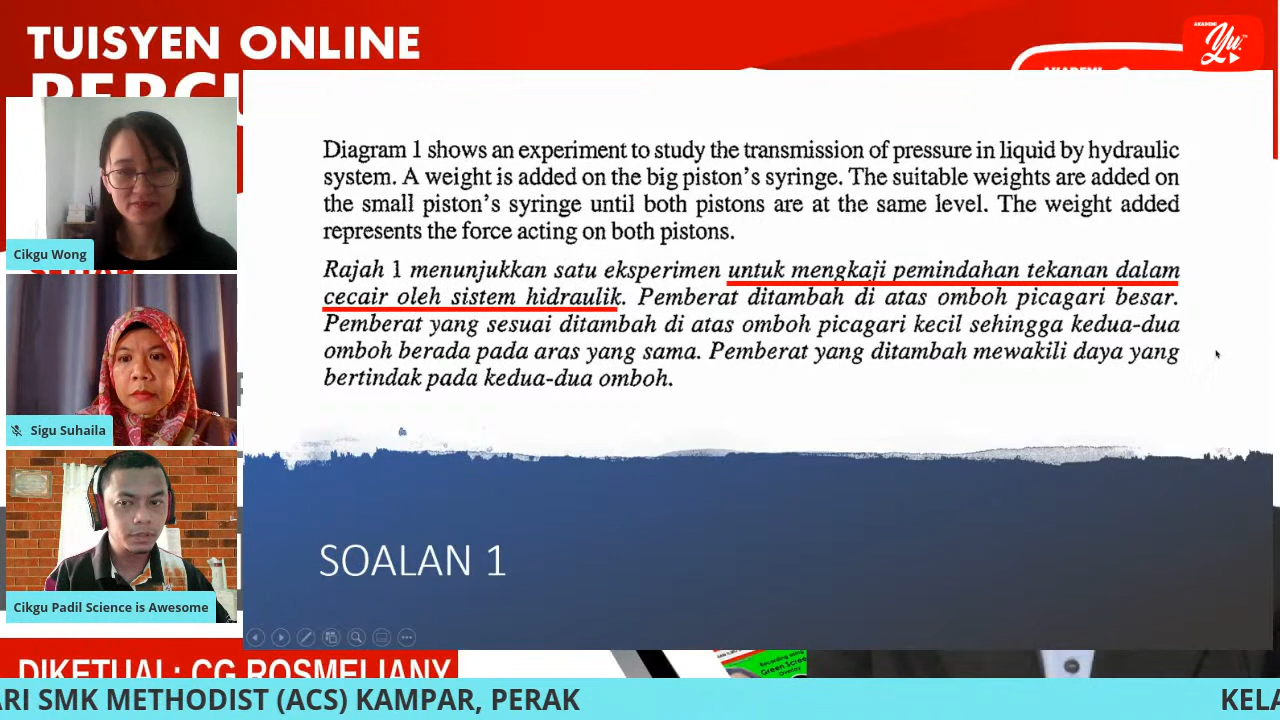 TUISYEN ONLINE
AKADEMI
Yu.
Diagram 1 shows an experiment to study the transmission of pressure in liquid by hydraulic
system. A weight is added on the big piston's syringe. The suitable weights are added on
the small piston's syringe until both pistons are at the same level. The weight added
represents the force acting on both pistons.
Rajah 1 menunjukkan satu eksperimen untuk mengkaji pemindahan tekanan dalam
cecair oleh sistem hidraulik. Pemberat ditambah di atas omboh picagari besar.
Pemberat yang sesuai ditambah di atas omboh picagari kecil sehingga kedua-dua
omboh berada pada aras yang sama. Pemberat yang ditambah mewakili daya yang
bertindak pada kedua-dua omboh.
SOALAN 1
Cikgu Wong
Sigu Suhaila
Cikgu Padil Science is Awesome
DIKETUAI : CG ROSMELIANY
Green Screen
ARI SMK METHODIST (ACS) KAMPAR, PERAK
KELA